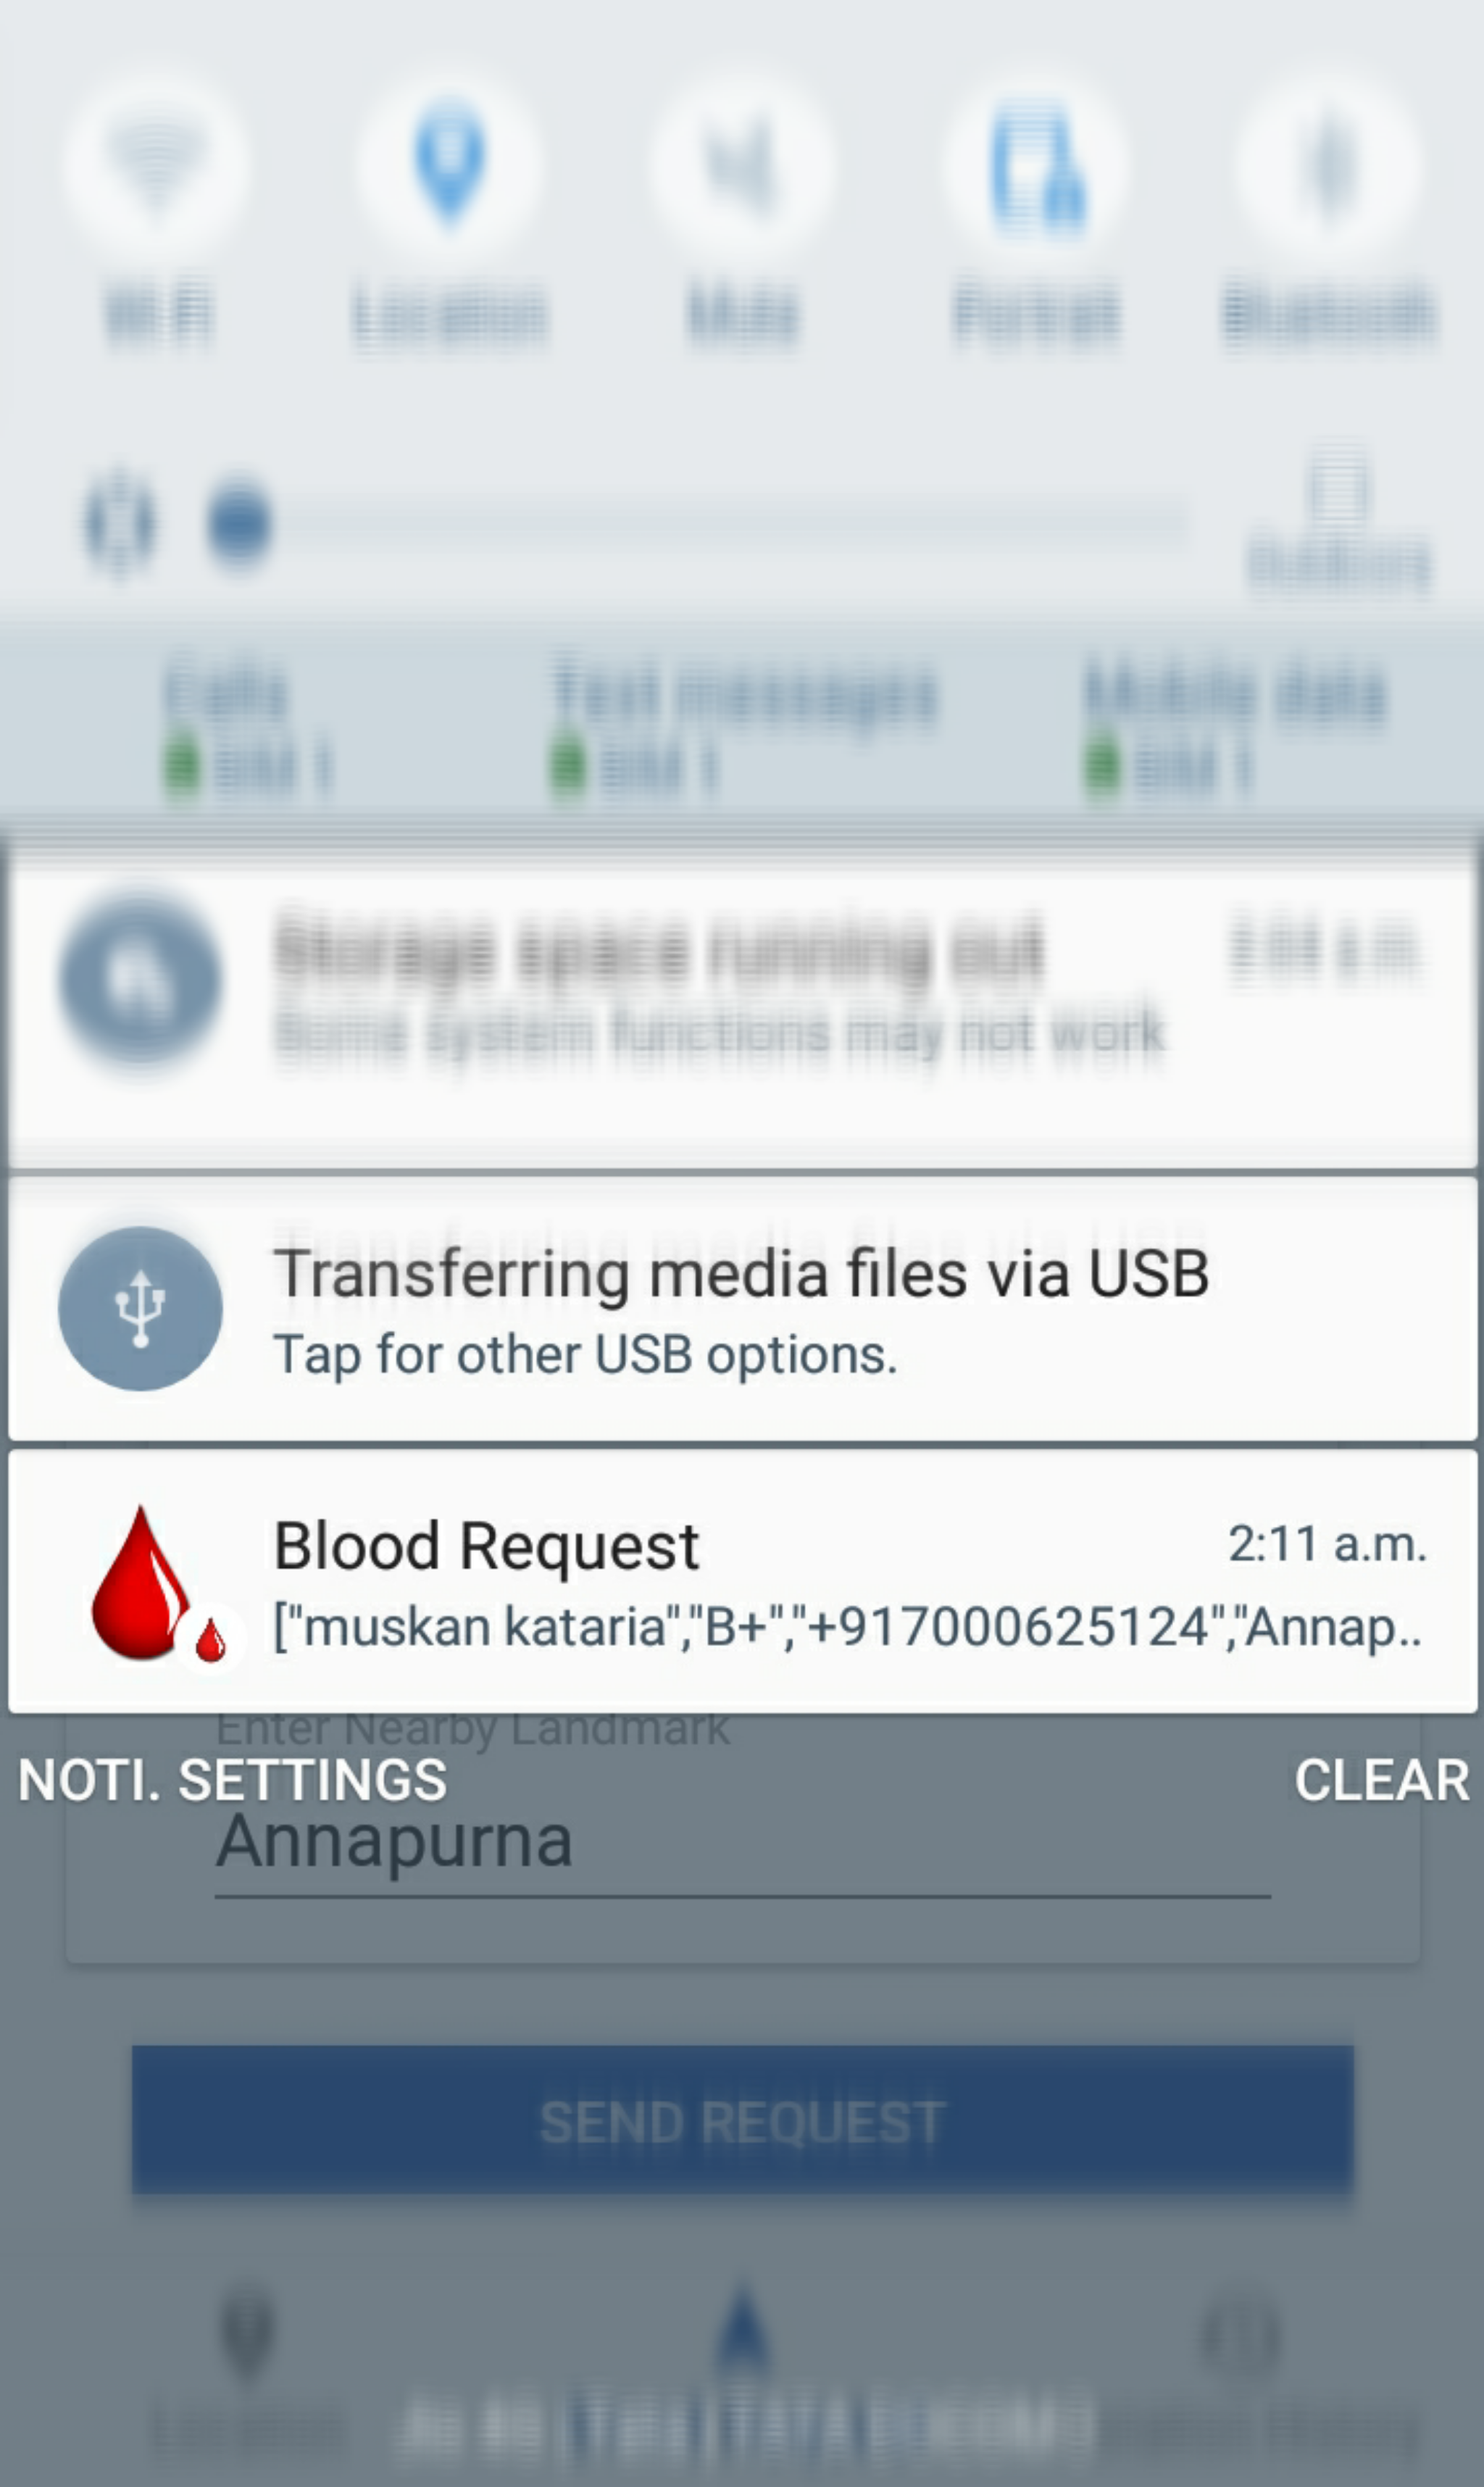 Wi-Fi
Location
Mute
Portrait
Bluetooth
Outdoors
Calls
Text messages
Mobile data
SIM 1
SIM 1
SIM 1
Storage space running out
Some system functions may not work
Transferring media files via USB
Tap for other USB options.
Blood Request
2:11 a.m.
["muskan kataria","B+","+917000625124","Annap..
Enter Nearby Landmark
NOTI. SETTINGS
CLEAR
Annapurna
SEND REQUEST
Location